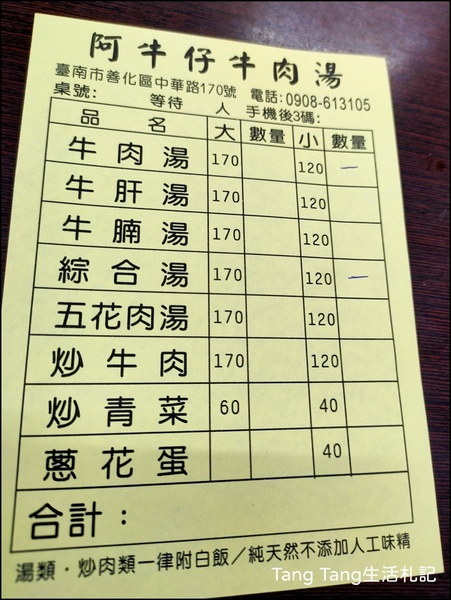 阿牛仔牛肉湯
臺南市善化區中華路170號 電話:0908-613105
桌號: 等待 人 手機後3碼:
品名 大 數量 小 數量
牛肉湯 170 120 一
牛肝湯 170 120
牛腩湯 170 120
綜合湯 170 120 一
五花肉湯 170 120
炒牛肉 170 120
炒青菜 60 40
蔥花蛋 40
合計：
湯類．炒肉類一律附白飯／純天然不添加人工味精
Tang Tang生活札記